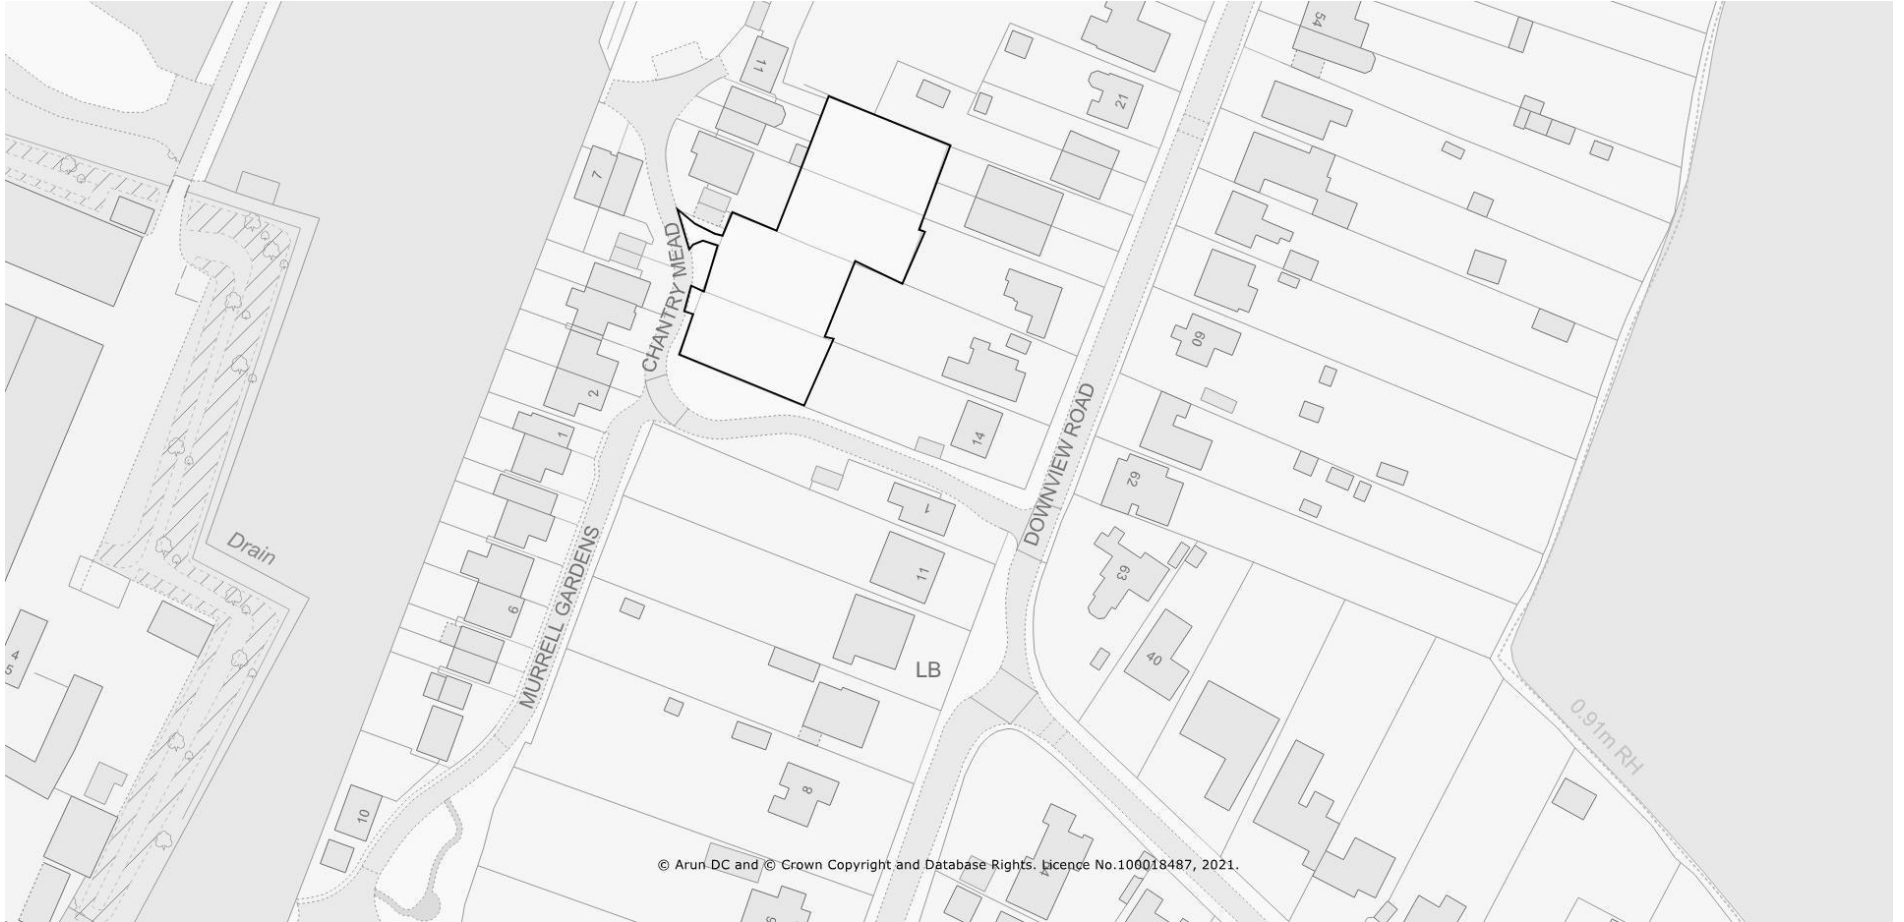 54
11
21
7
CHANTRY MEAD
60
2
1
14
DOWNVIEW ROAD
62
Drain
1
MURRELL GARDENS
11
63
6
4
5
LB
40
0.91m RH
8
10
© Arun DC and © Crown Copyright and Database Rights. Licence No.100018487, 2021.